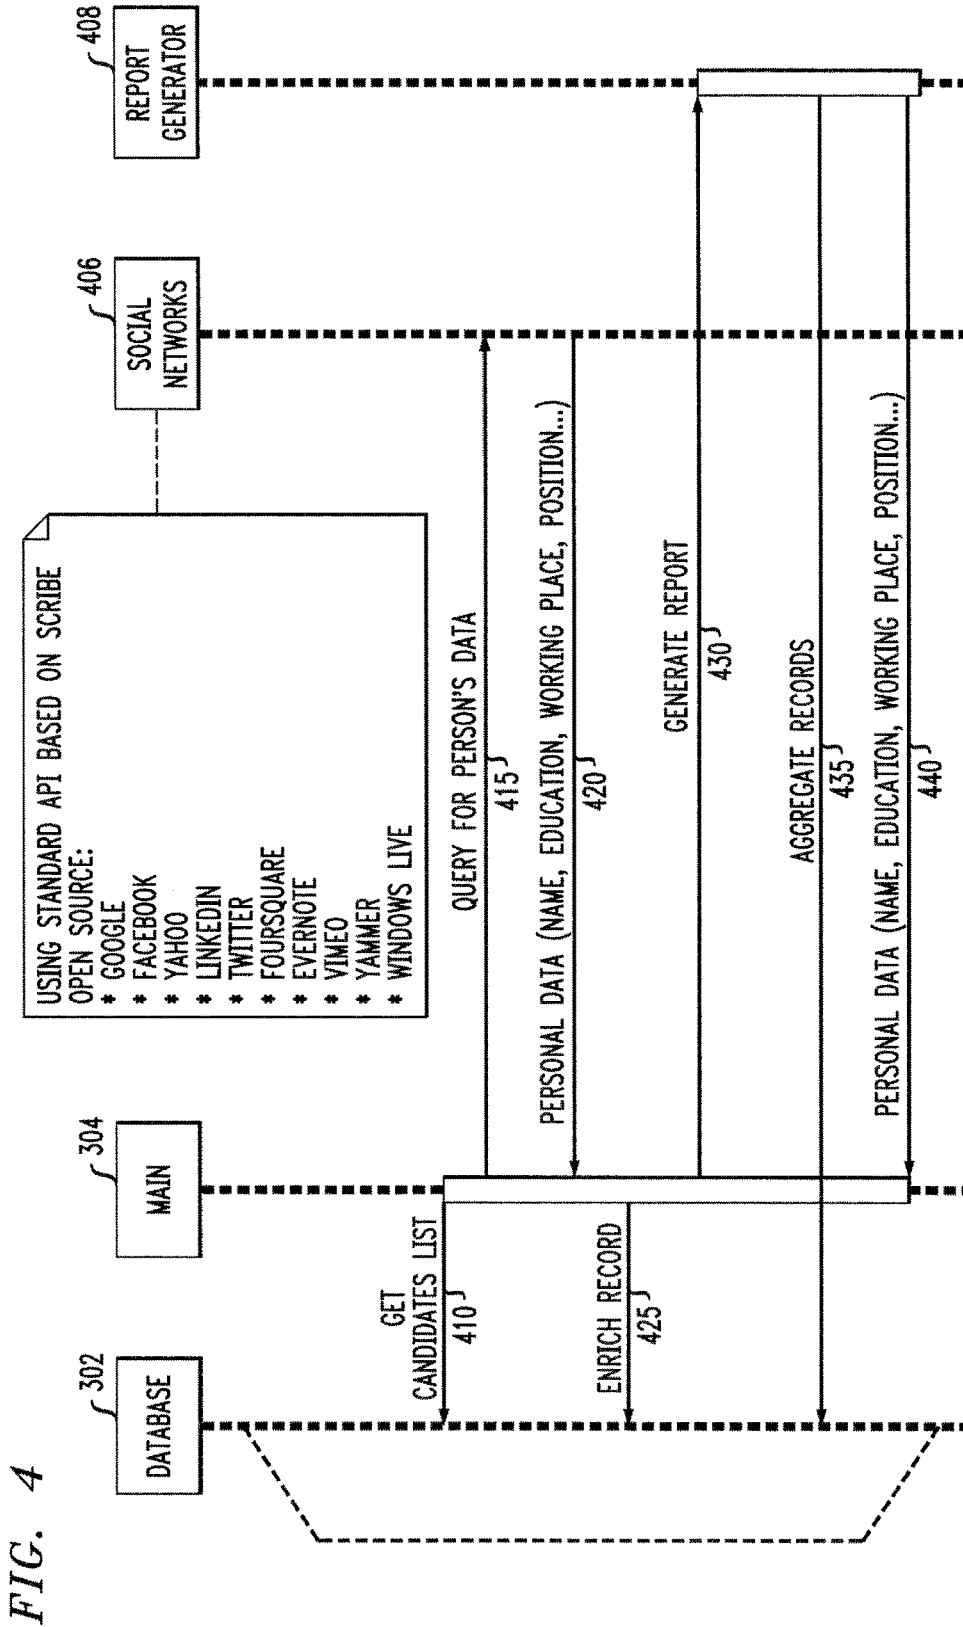 FIG. 4
302
DATABASE
304
MAIN
406
SOCIAL
NETWORKS
408
REPORT
GENERATOR
USING STANDARD API BASED ON SCRIBE
OPEN SOURCE:
* GOOGLE
* FACEBOOK
* YAHOO
* LINKEDIN
* TWITTER
* FOURSQUARE
* EVERNOTE
* VIMEO
* YAMMER
* WINDOWS LIVE
GET
CANDIDATES LIST
410
QUERY FOR PERSON'S DATA
415
PERSONAL DATA (NAME, EDUCATION, WORKING PLACE, POSITION...)
420
ENRICH RECORD
425
GENERATE REPORT
430
AGGREGATE RECORDS
435
PERSONAL DATA (NAME, EDUCATION, WORKING PLACE, POSITION...)
440